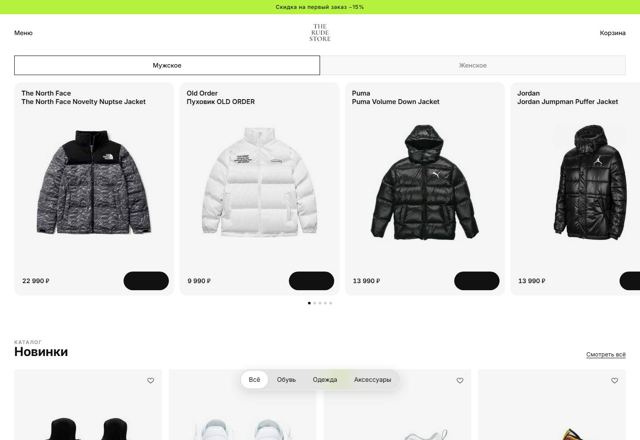 Скидка на первый заказ −15%
Меню
THE
RUDE
STORE
Корзина
Мужское
Женское
The North Face
The North Face Novelty Nuptse Jacket
Old Order
Пуховик OLD ORDER
Puma
Puma Volume Down Jacket
Jordan
Jordan Jumpman Puffer Jacket
22 990 ₽
9 990 ₽
13 990 ₽
13 990 ₽
КАТАЛОГ
Новинки
Смотреть всё
Всё
Обувь
Одежда
Аксессуары